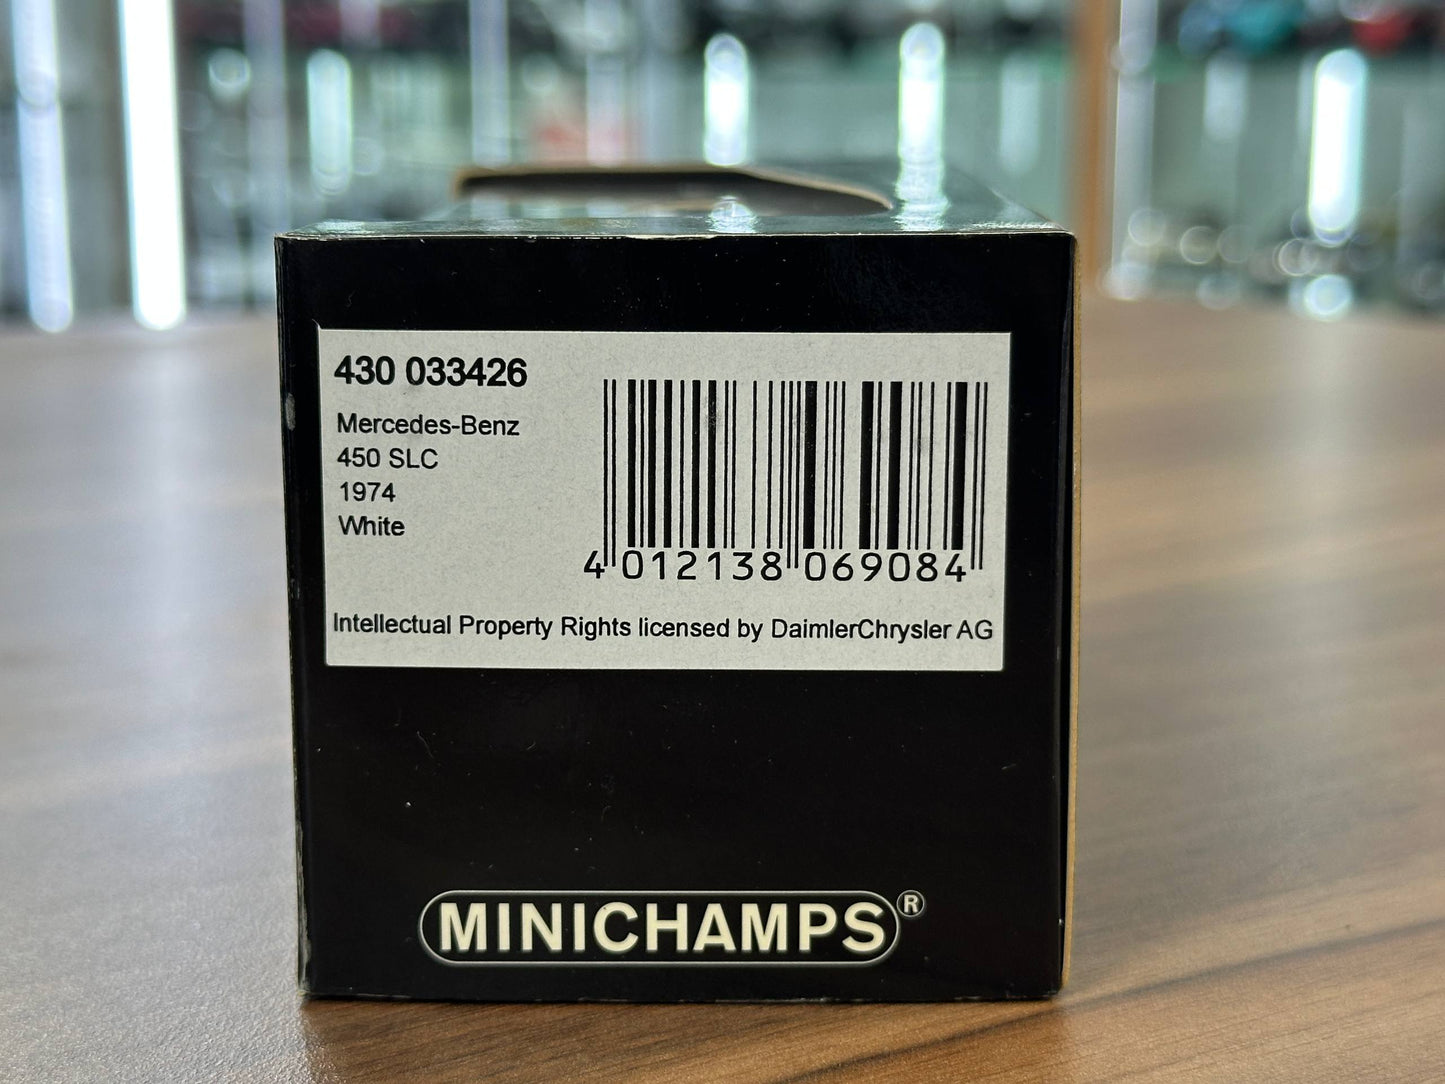 430 033426
Mercedes-Benz
450 SLC
1974
White
4 012138 069084
Intellectual Property Rights licensed by DaimlerChrysler AG
MINICHAMPS®